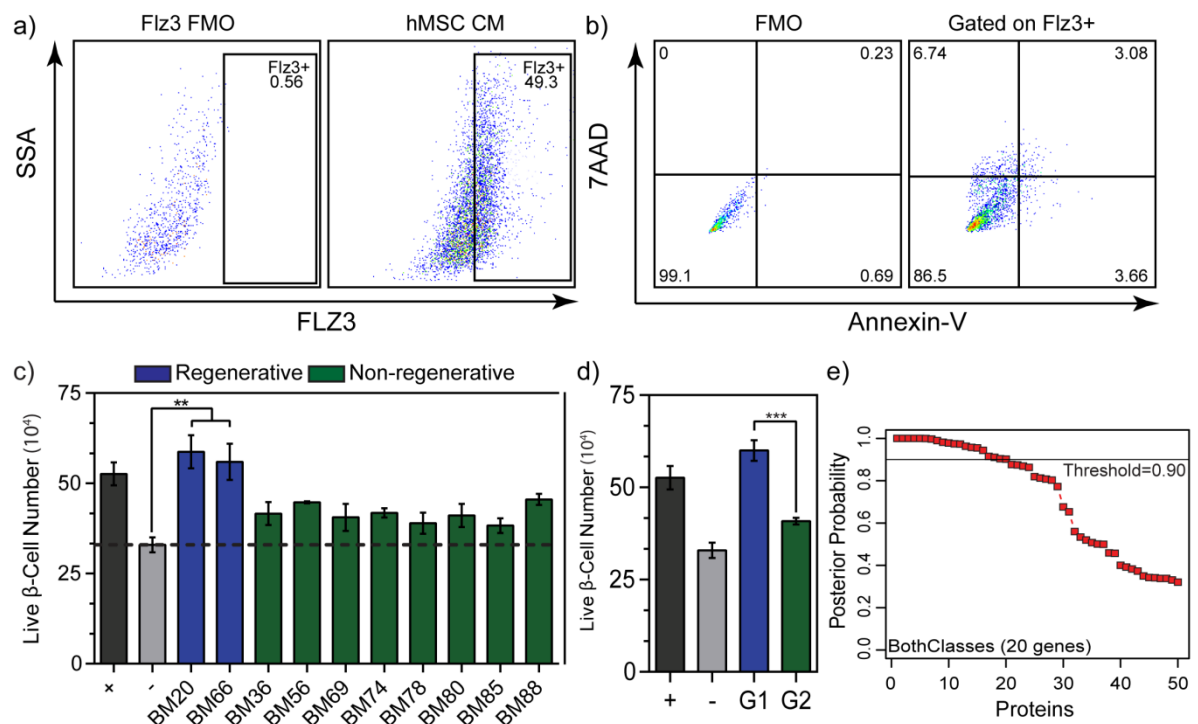 a)
Flz3 FMO
hMSC CM
Flz3+
0.56
Flz3+
49.3
SSA
FLZ3
b)
FMO
Gated on Flz3+
0
0.23
99.1
0.69
6.74
3.08
86.5
3.66
7AAD
Annexin-V
c)
Regenerative
Non-regenerative
Live β-Cell Number (10⁴)
75
50
25
0
**
+
-
BM20
BM66
BM36
BM56
BM69
BM74
BM78
BM80
BM85
BM88
d)
Live β-Cell Number (10⁴)
75
50
25
0
***
+
-
G1
G2
e)
Posterior Probability
1.0
0.8
0.6
0.4
0.2
0.0
Threshold=0.90
BothClasses (20 genes)
0
10
20
30
40
50
Proteins